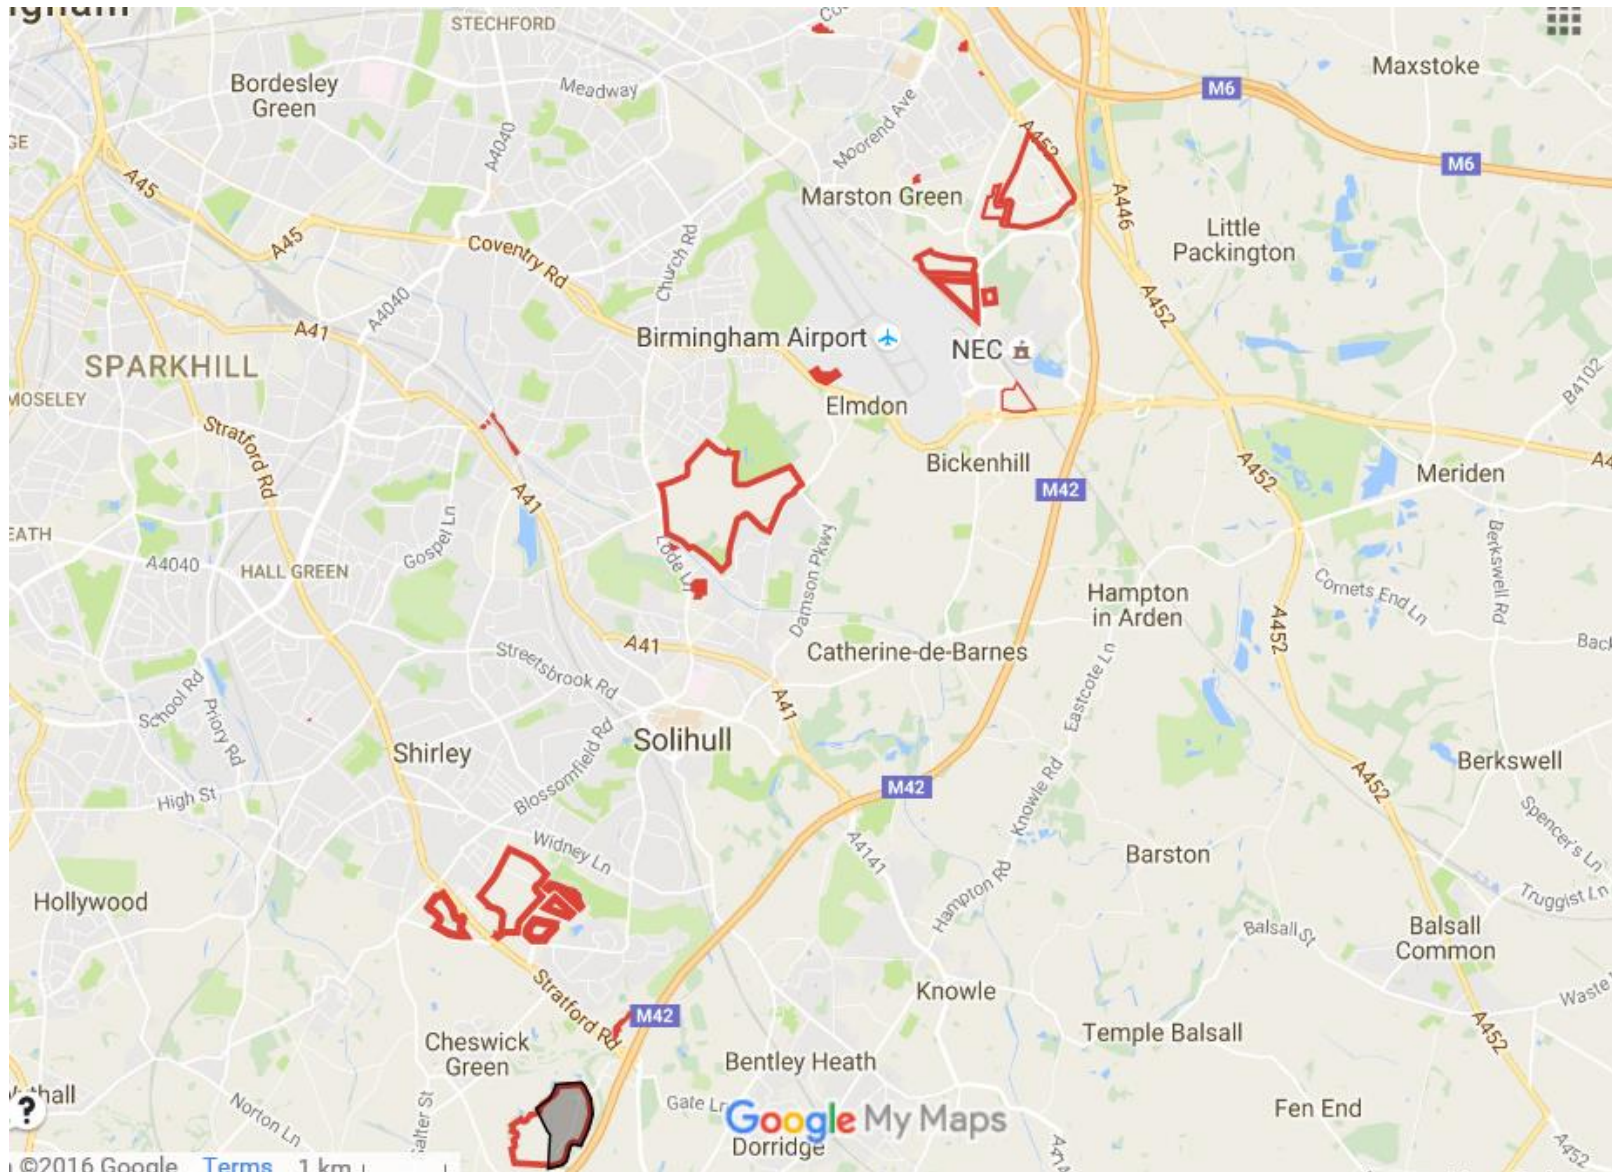 STECHFORD
Maxstoke
Bordesley
Green
Meadway
M6
A4040
Moorend Ave
A452
M6
A45
Marston Green
A446
Little
Packington
A45
Coventry Rd
Church Rd
A452
A41
A4040
Birmingham Airport
NEC
SPARKHILL
B4102
MOSELEY
Elmdon
Stratford Rd
Bickenhill
A452
Meriden
M42
A41
Gospel Ln
Damson Pkwy
Berkswell Rd
A4040
HALL GREEN
Lode Ln
Hampton
in Arden
Cornets End Ln
A452
A41
Catherine-de-Barnes
Streetsbrook Rd
Eastcote Ln
School Rd
Priory Rd
A41
Shirley
Solihull
Blossomfield Rd
Berkswell
M42
A452
Knowle Rd
High St
Widney Ln
A4141
Barston
Spencer's Ln
Hollywood
Hampton Rd
Truggist Ln
Balsall St
Balsall
Common
Stratford Rd
Knowle
M42
Temple Balsall
A452
Cheswick
Green
Bentley Heath
?
Norton Ln
Fen End
Google My Maps
Dorridge
A452
©2016 Google Terms 1 km